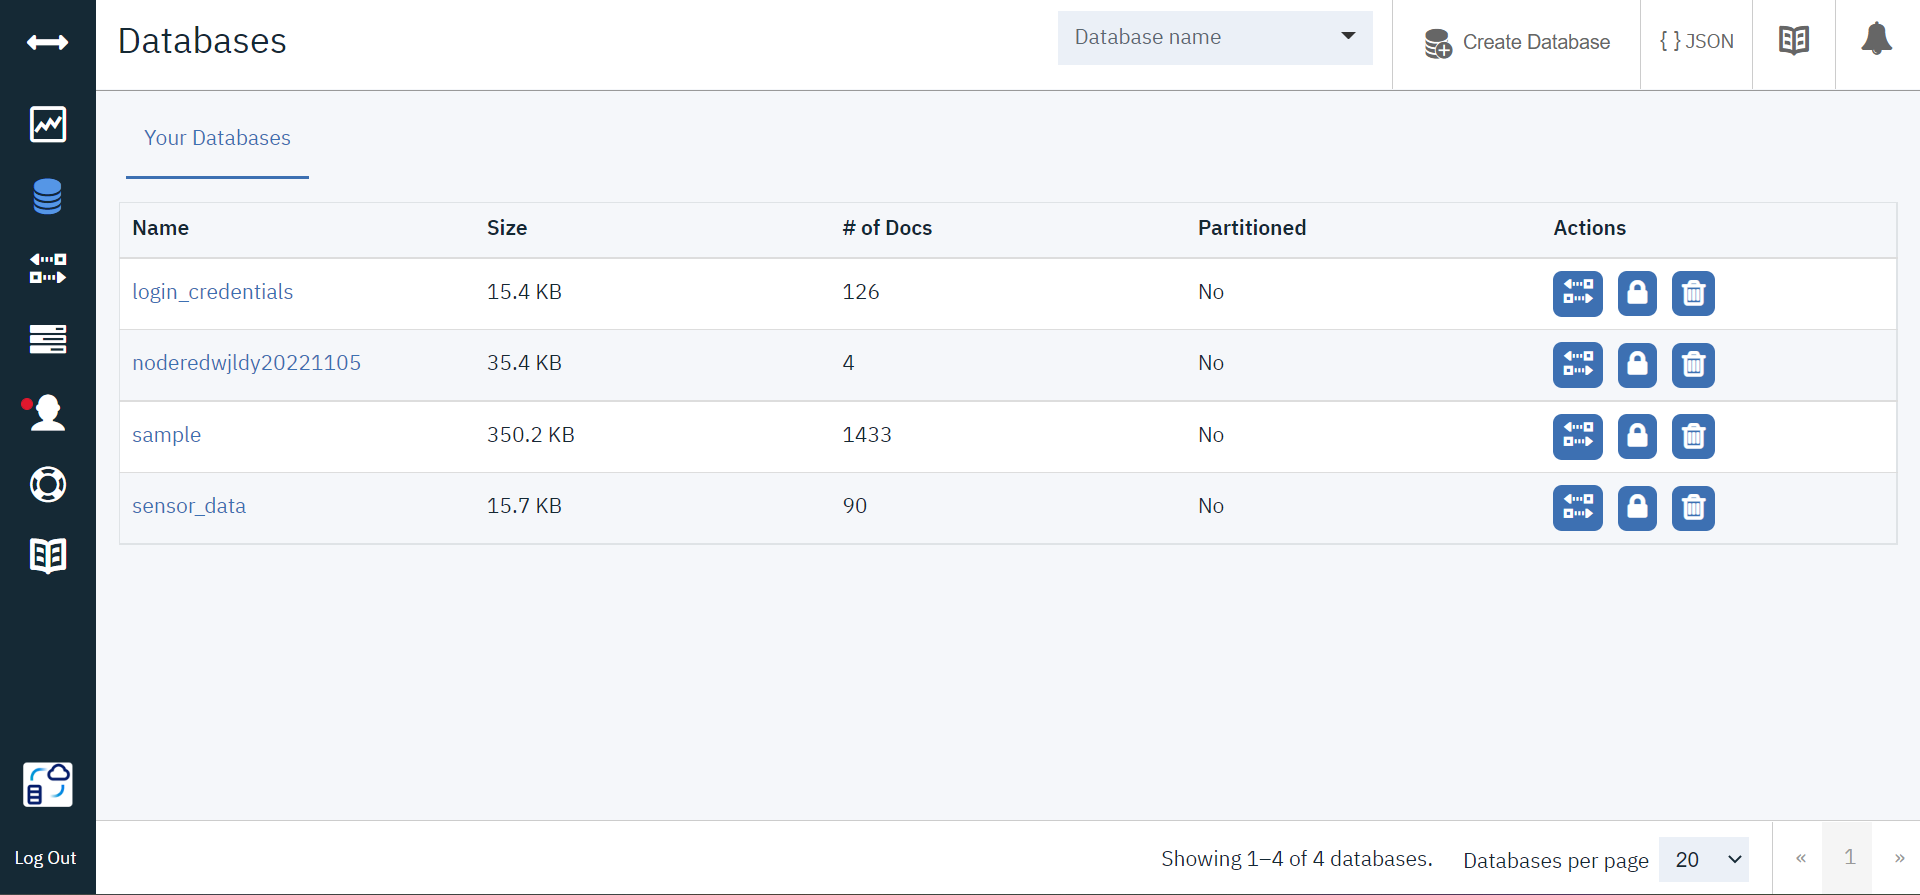 Databases
Database name
Create Database
{ } JSON
Your Databases
Name Size # of Docs Partitioned Actions
login_credentials 15.4 KB 126 No
noderedwjldy20221105 35.4 KB 4 No
sample 350.2 KB 1433 No
sensor_data 15.7 KB 90 No
Log Out
Showing 1–4 of 4 databases. Databases per page 20 « 1 »